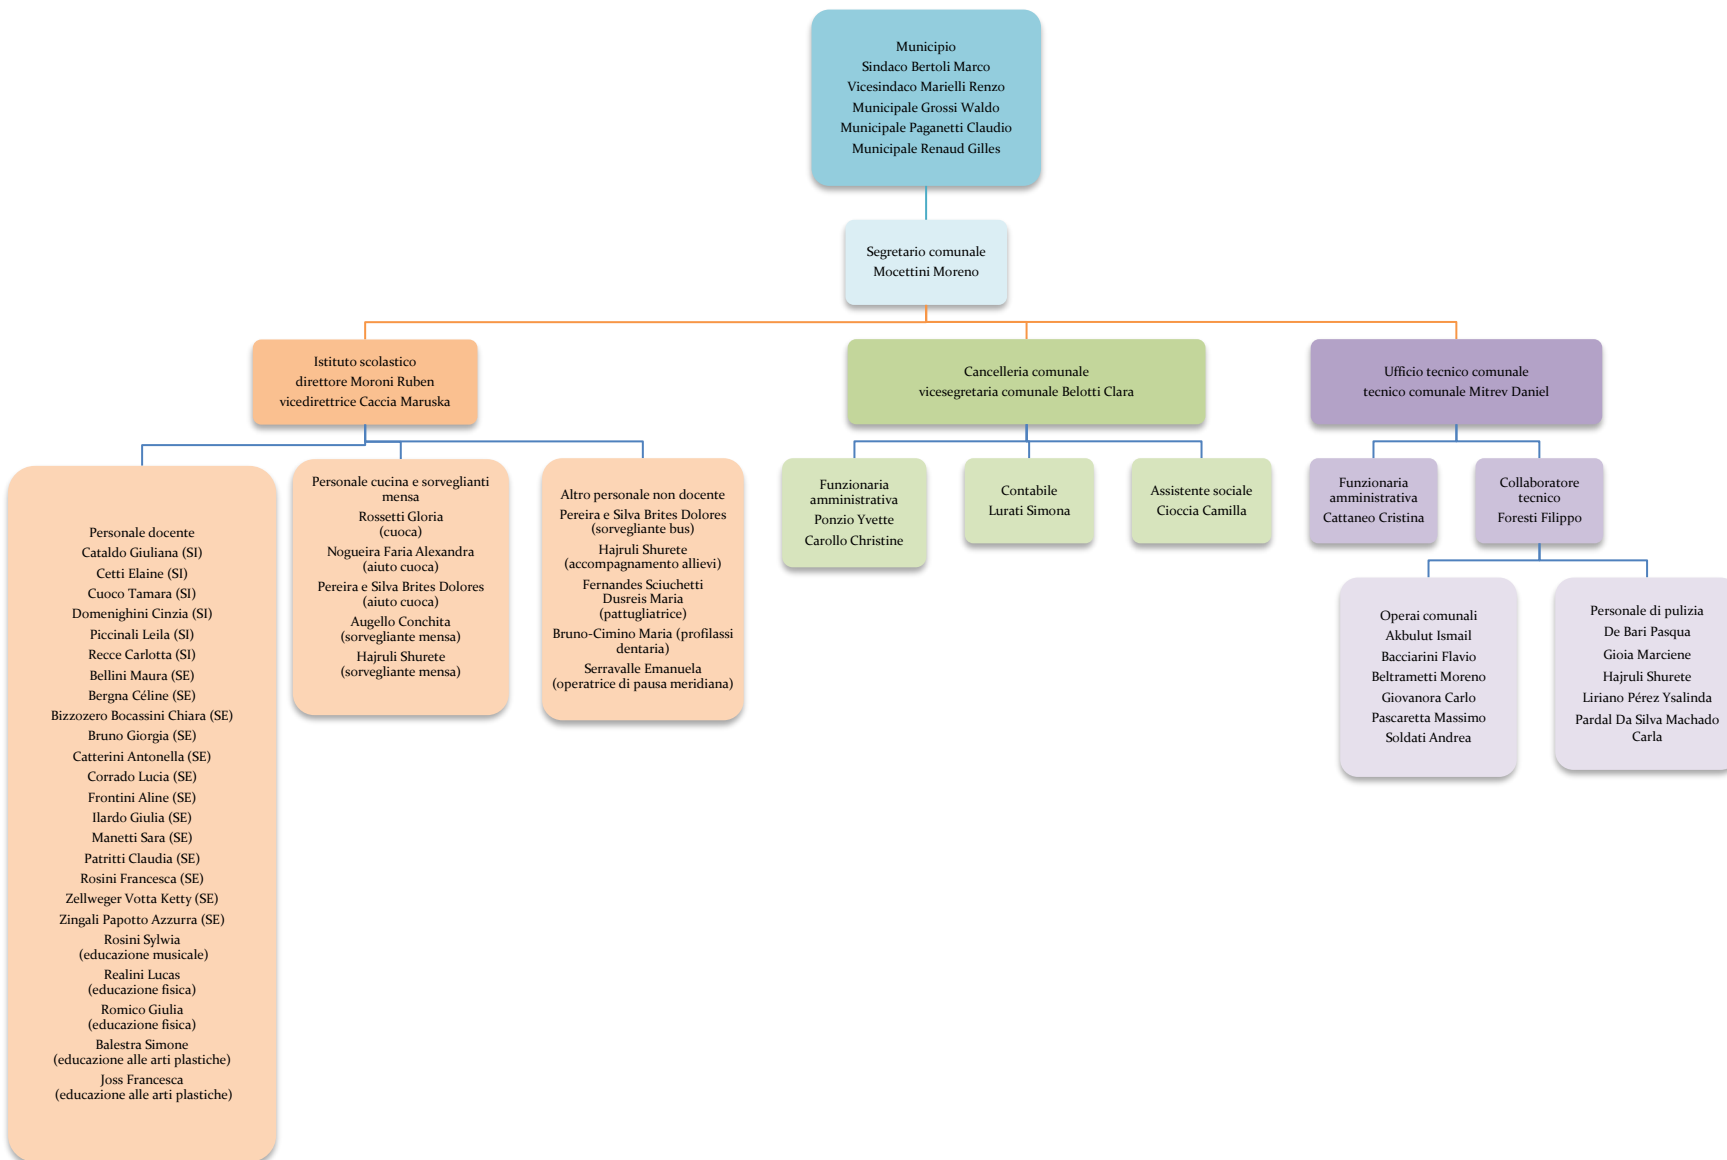 Municipio
Sindaco Bertoli Marco
Vicesindaco Marielli Renzo
Municipale Grossi Waldo
Municipale Paganetti Claudio
Municipale Renaud Gilles
Segretario comunale
Mocettini Moreno
Istituto scolastico
direttore Moroni Ruben
vicedirettrice Caccia Maruska
Cancelleria comunale
vicesegretaria comunale Belotti Clara
Ufficio tecnico comunale
tecnico comunale Mitrev Daniel
Personale docente
Cataldo Giuliana (SI)
Cetti Elaine (SI)
Cuoco Tamara (SI)
Domenighini Cinzia (SI)
Piccinali Leila (SI)
Recce Carlotta (SI)
Bellini Maura (SE)
Bergna Céline (SE)
Bizzozero Bocassini Chiara (SE)
Bruno Giorgia (SE)
Catterini Antonella (SE)
Corrado Lucia (SE)
Frontini Aline (SE)
Ilardo Giulia (SE)
Manetti Sara (SE)
Patritti Claudia (SE)
Rosini Francesca (SE)
Zellweger Votta Ketty (SE)
Zingali Papotto Azzurra (SE)
Rosini Sylwia
(educazione musicale)
Realini Lucas
(educazione fisica)
Romico Giulia
(educazione fisica)
Balestra Simone
(educazione alle arti plastiche)
Joss Francesca
(educazione alle arti plastiche)
Personale cucina e sorveglianti
mensa
Rossetti Gloria
(cuoca)
Nogueira Faria Alexandra
(aiuto cuoca)
Pereira e Silva Brites Dolores
(aiuto cuoca)
Augello Conchita
(sorvegliante mensa)
Hajruli Shurete
(sorvegliante mensa)
Altro personale non docente
Pereira e Silva Brites Dolores
(sorvegliante bus)
Hajruli Shurete
(accompagnamento allievi)
Fernandes Sciuchetti
Dusreis Maria
(pattugliatrice)
Bruno-Cimino Maria (profilassi
dentaria)
Serravalle Emanuela
(operatrice di pausa meridiana)
Funzionaria
amministrativa
Ponzio Yvette
Carollo Christine
Contabile
Lurati Simona
Assistente sociale
Cioccia Camilla
Funzionaria
amministrativa
Cattaneo Cristina
Collaboratore
tecnico
Foresti Filippo
Operai comunali
Akbulut Ismail
Bacciarini Flavio
Beltrametti Moreno
Giovanora Carlo
Pascaretta Massimo
Soldati Andrea
Personale di pulizia
De Bari Pasqua
Gioia Marciene
Hajruli Shurete
Liriano Pérez Ysalinda
Pardal Da Silva Machado
Carla